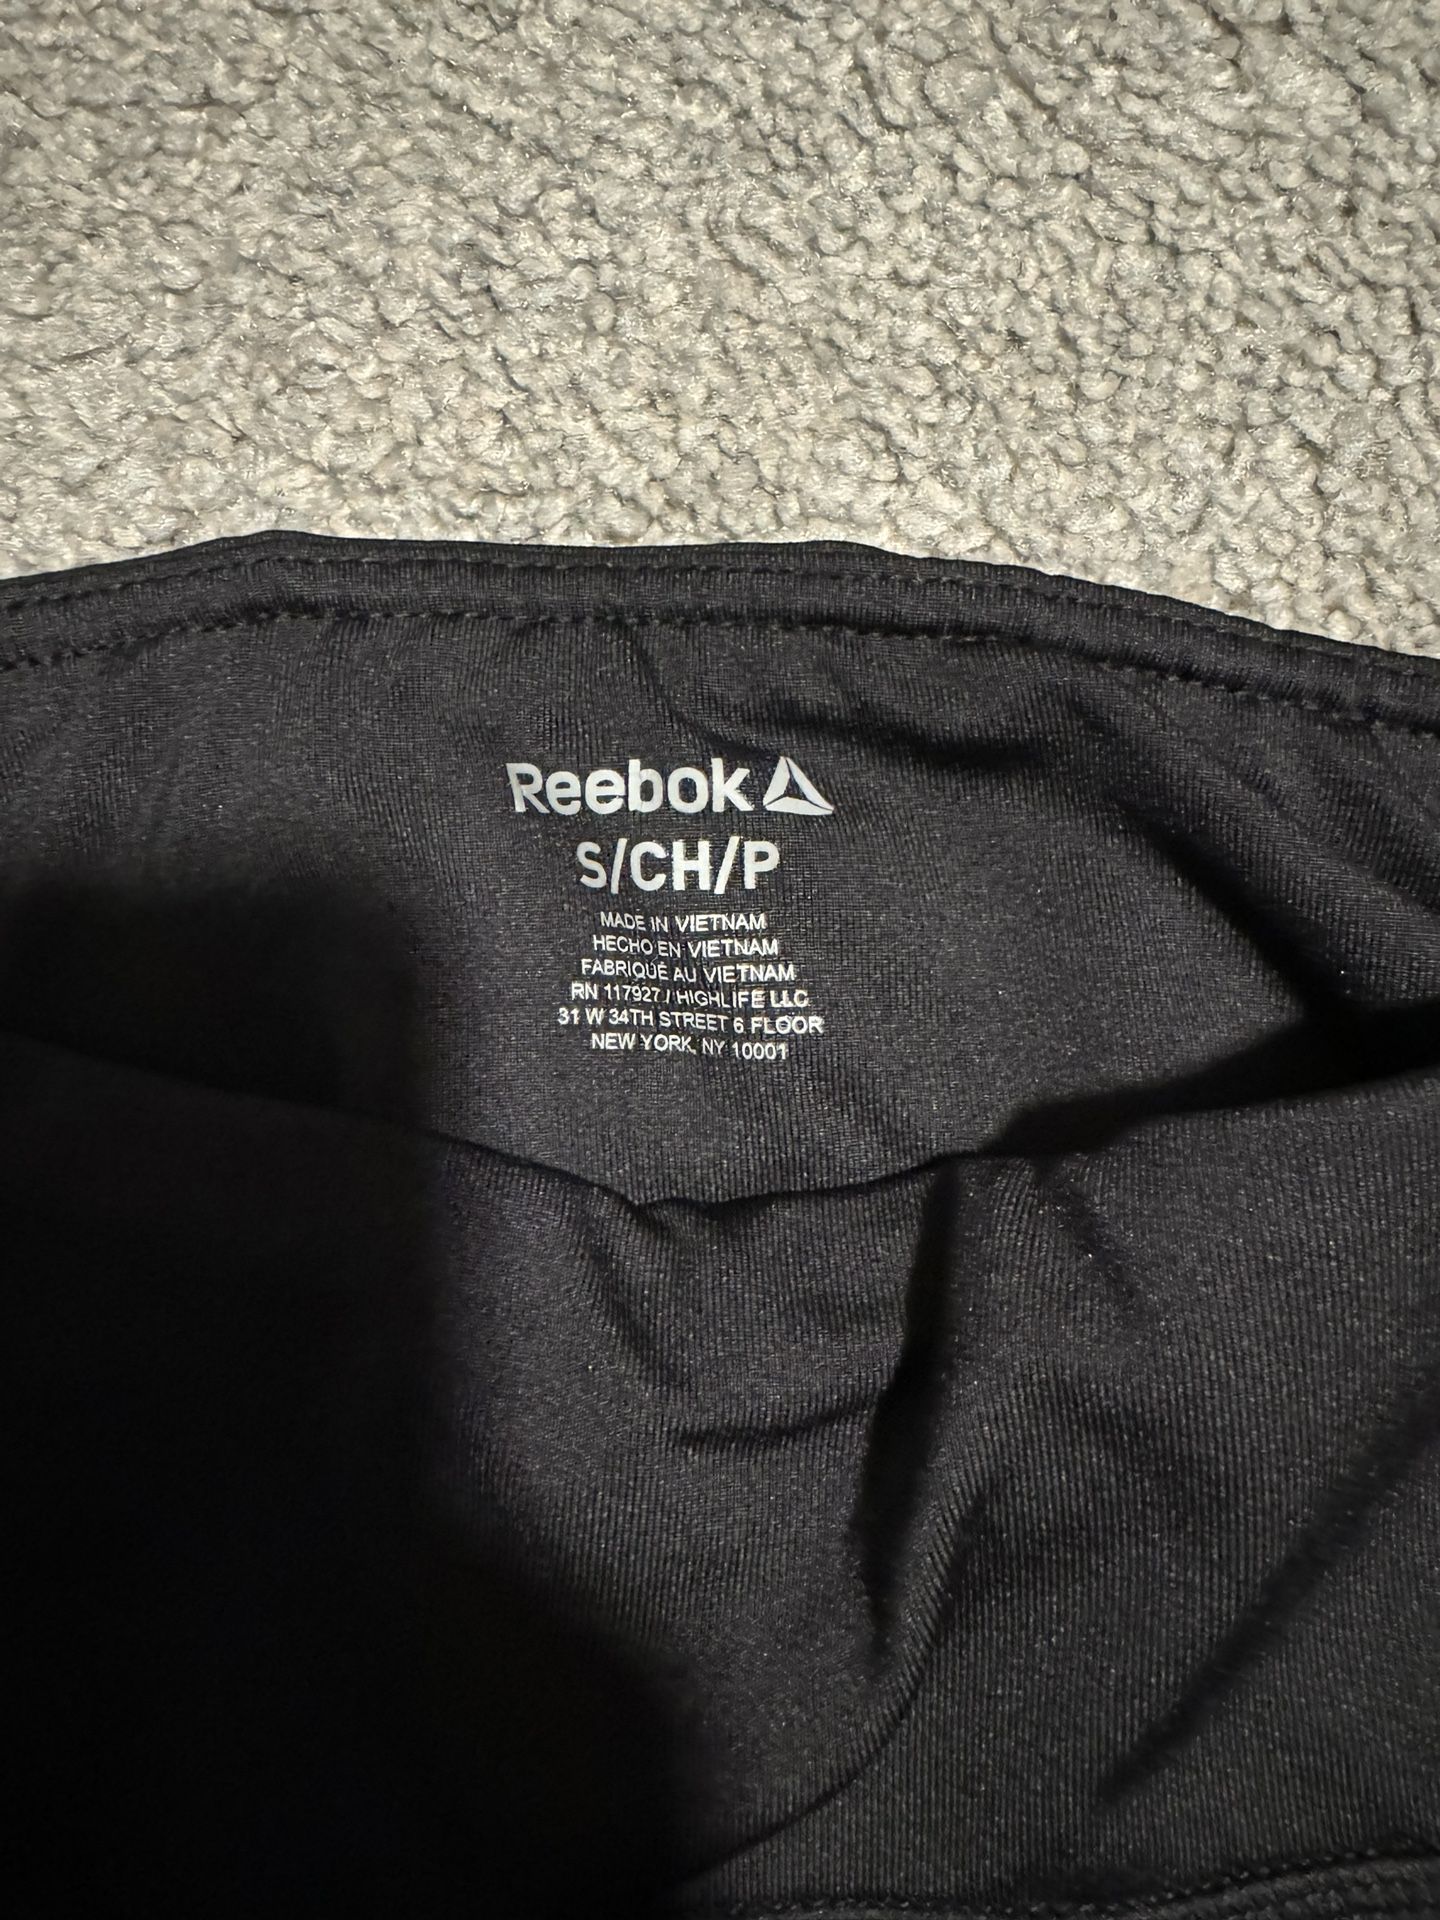 Reebok
S/CH/P
MADE IN VIETNAM
HECHO EN VIETNAM
FABRIQUÉ AU VIETNAM
RN 117927 / HIGHLIFE LLC
31 W 34TH STREET 6 FLOOR
NEW YORK, NY 10001